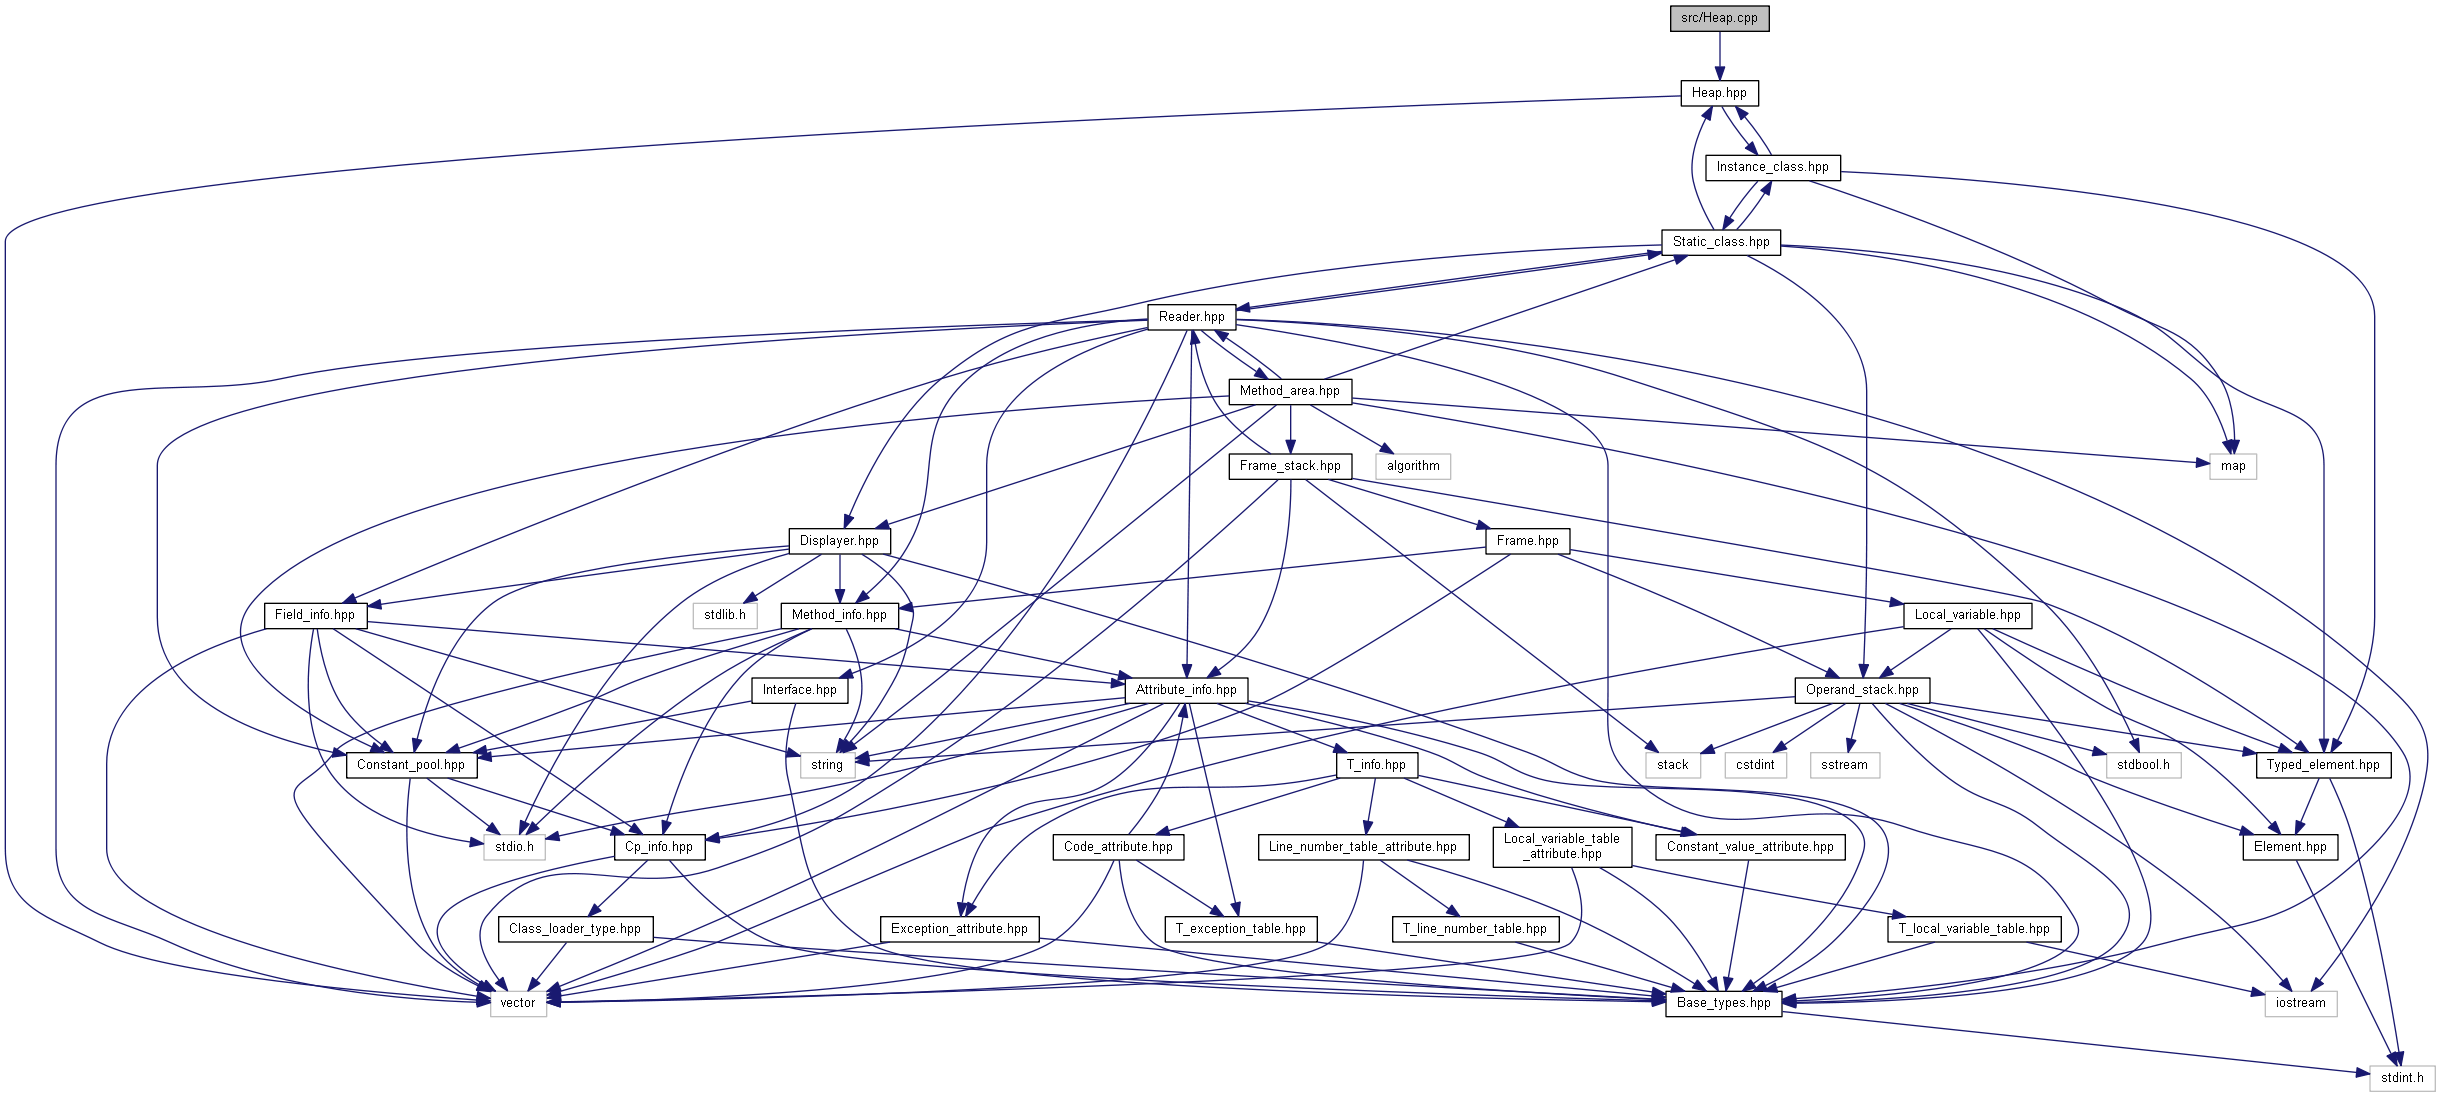 src/Heap.cpp
Heap.hpp
Instance_class.hpp
Static_class.hpp
Reader.hpp
Method_area.hpp
Frame_stack.hpp
algorithm
map
Displayer.hpp
Frame.hpp
Field_info.hpp
stdlib.h
Method_info.hpp
Local_variable.hpp
Interface.hpp
Attribute_info.hpp
Operand_stack.hpp
Constant_pool.hpp
string
T_info.hpp
stack
cstdint
sstream
stdbool.h
Typed_element.hpp
stdio.h
Cp_info.hpp
Code_attribute.hpp
Line_number_table_attribute.hpp
Local_variable_table
_attribute.hpp
Constant_value_attribute.hpp
Element.hpp
Class_loader_type.hpp
Exception_attribute.hpp
T_exception_table.hpp
T_line_number_table.hpp
T_local_variable_table.hpp
vector
Base_types.hpp
iostream
stdint.h